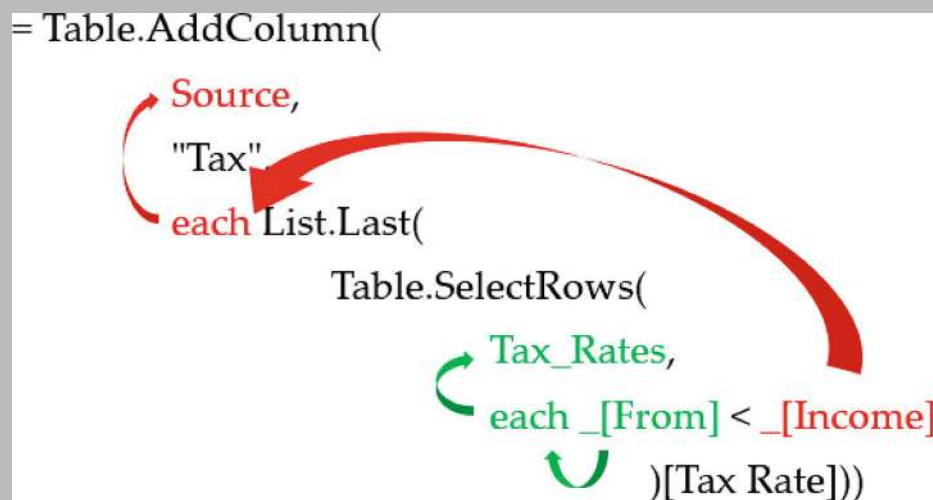 = Table.AddColumn(
Source,
"Tax",
each List.Last(
Table.SelectRows(
Tax_Rates,
each _[From] < _[Income]
)[Tax Rate]))